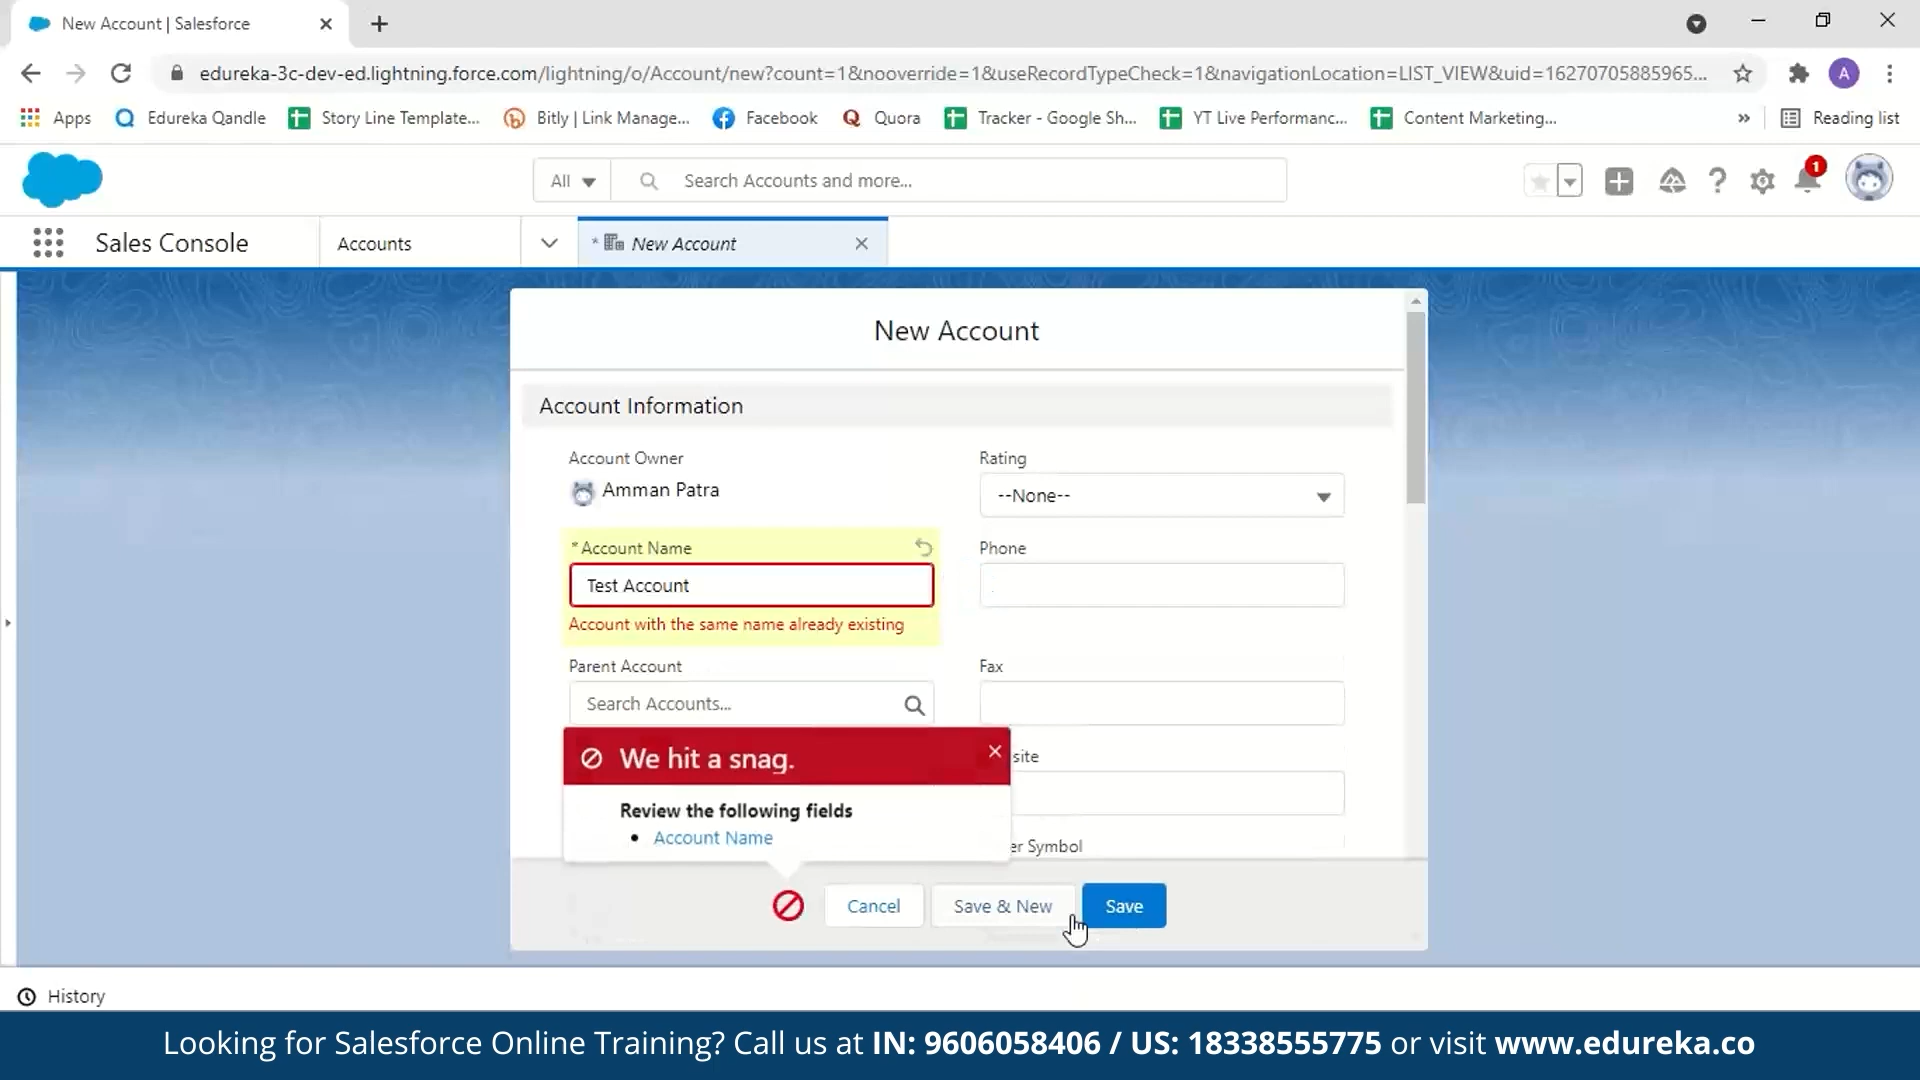 New Account | Salesforce
edureka-3c-dev-ed.lightning.force.com/lightning/o/Account/new?count=1&nooverride=1&useRecordTypeCheck=1&navigationLocation=LIST_VIEW&uid=16270705885965...
A
Apps
Edureka Qandle
Story Line Template...
Bitly | Link Manage...
Facebook
Quora
Tracker - Google Sh...
YT Live Performanc...
Content Marketing...
»
Reading list
All
Search Accounts and more...
1
Sales Console
Accounts
* New Account
New Account
Account Information
Account Owner
Rating
Amman Patra
--None--
*Account Name
Phone
Test Account
Account with the same name already existing
Parent Account
Fax
Search Accounts...
We hit a snag.
site
Review the following fields
• Account Name
er Symbol
Cancel
Save & New
Save
History
Looking for Salesforce Online Training? Call us at IN: 9606058406 / US: 18338555775 or visit www.edureka.co